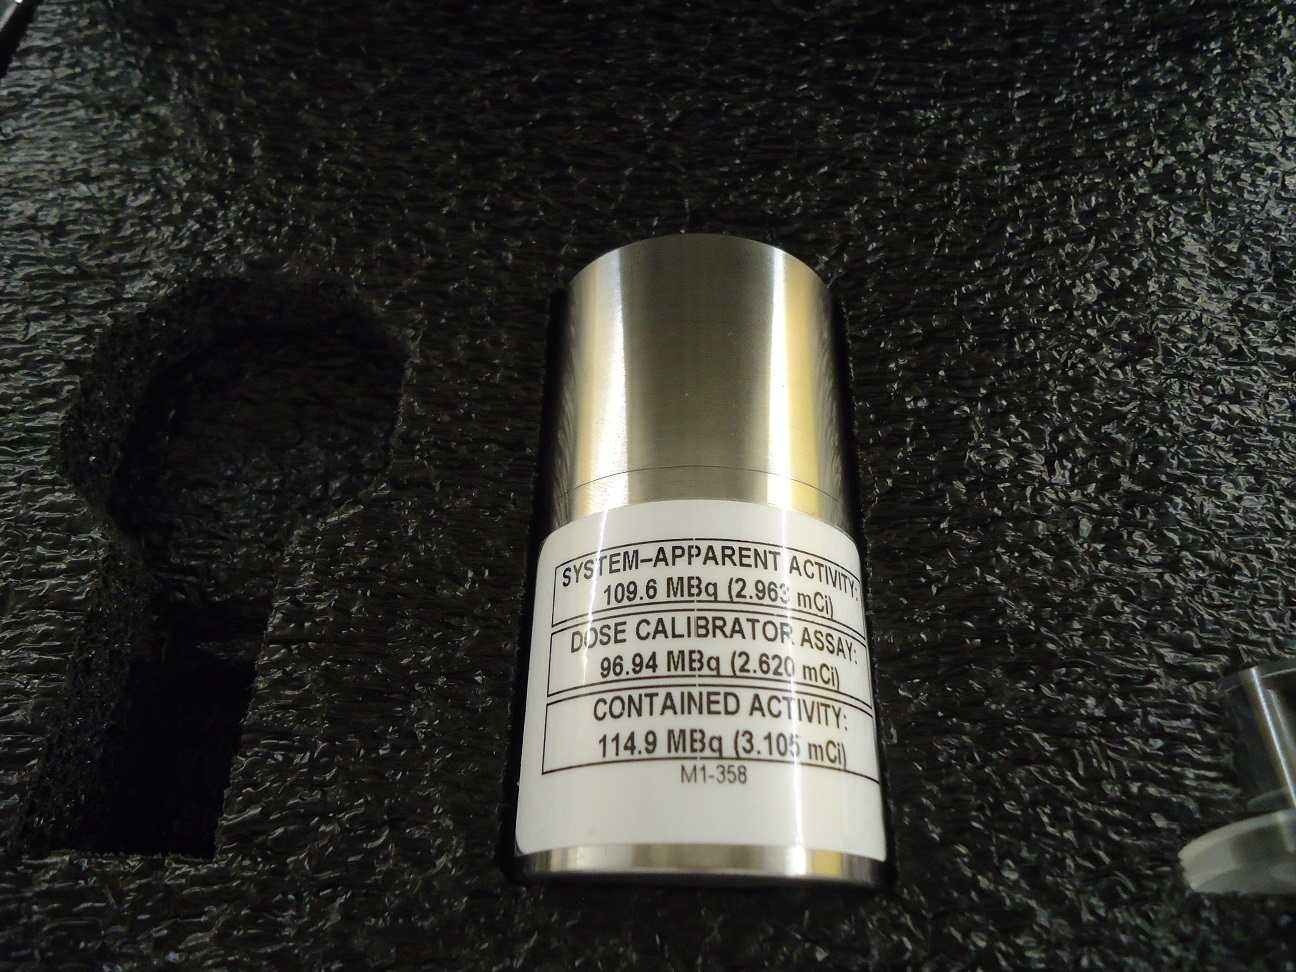 SYSTEM–APPARENT ACTIVITY:
109.6 MBq (2.963 mCi)
DOSE CALIBRATOR ASSAY:
96.94 MBq (2.620 mCi)
CONTAINED ACTIVITY:
114.9 MBq (3.105 mCi)
M1-358